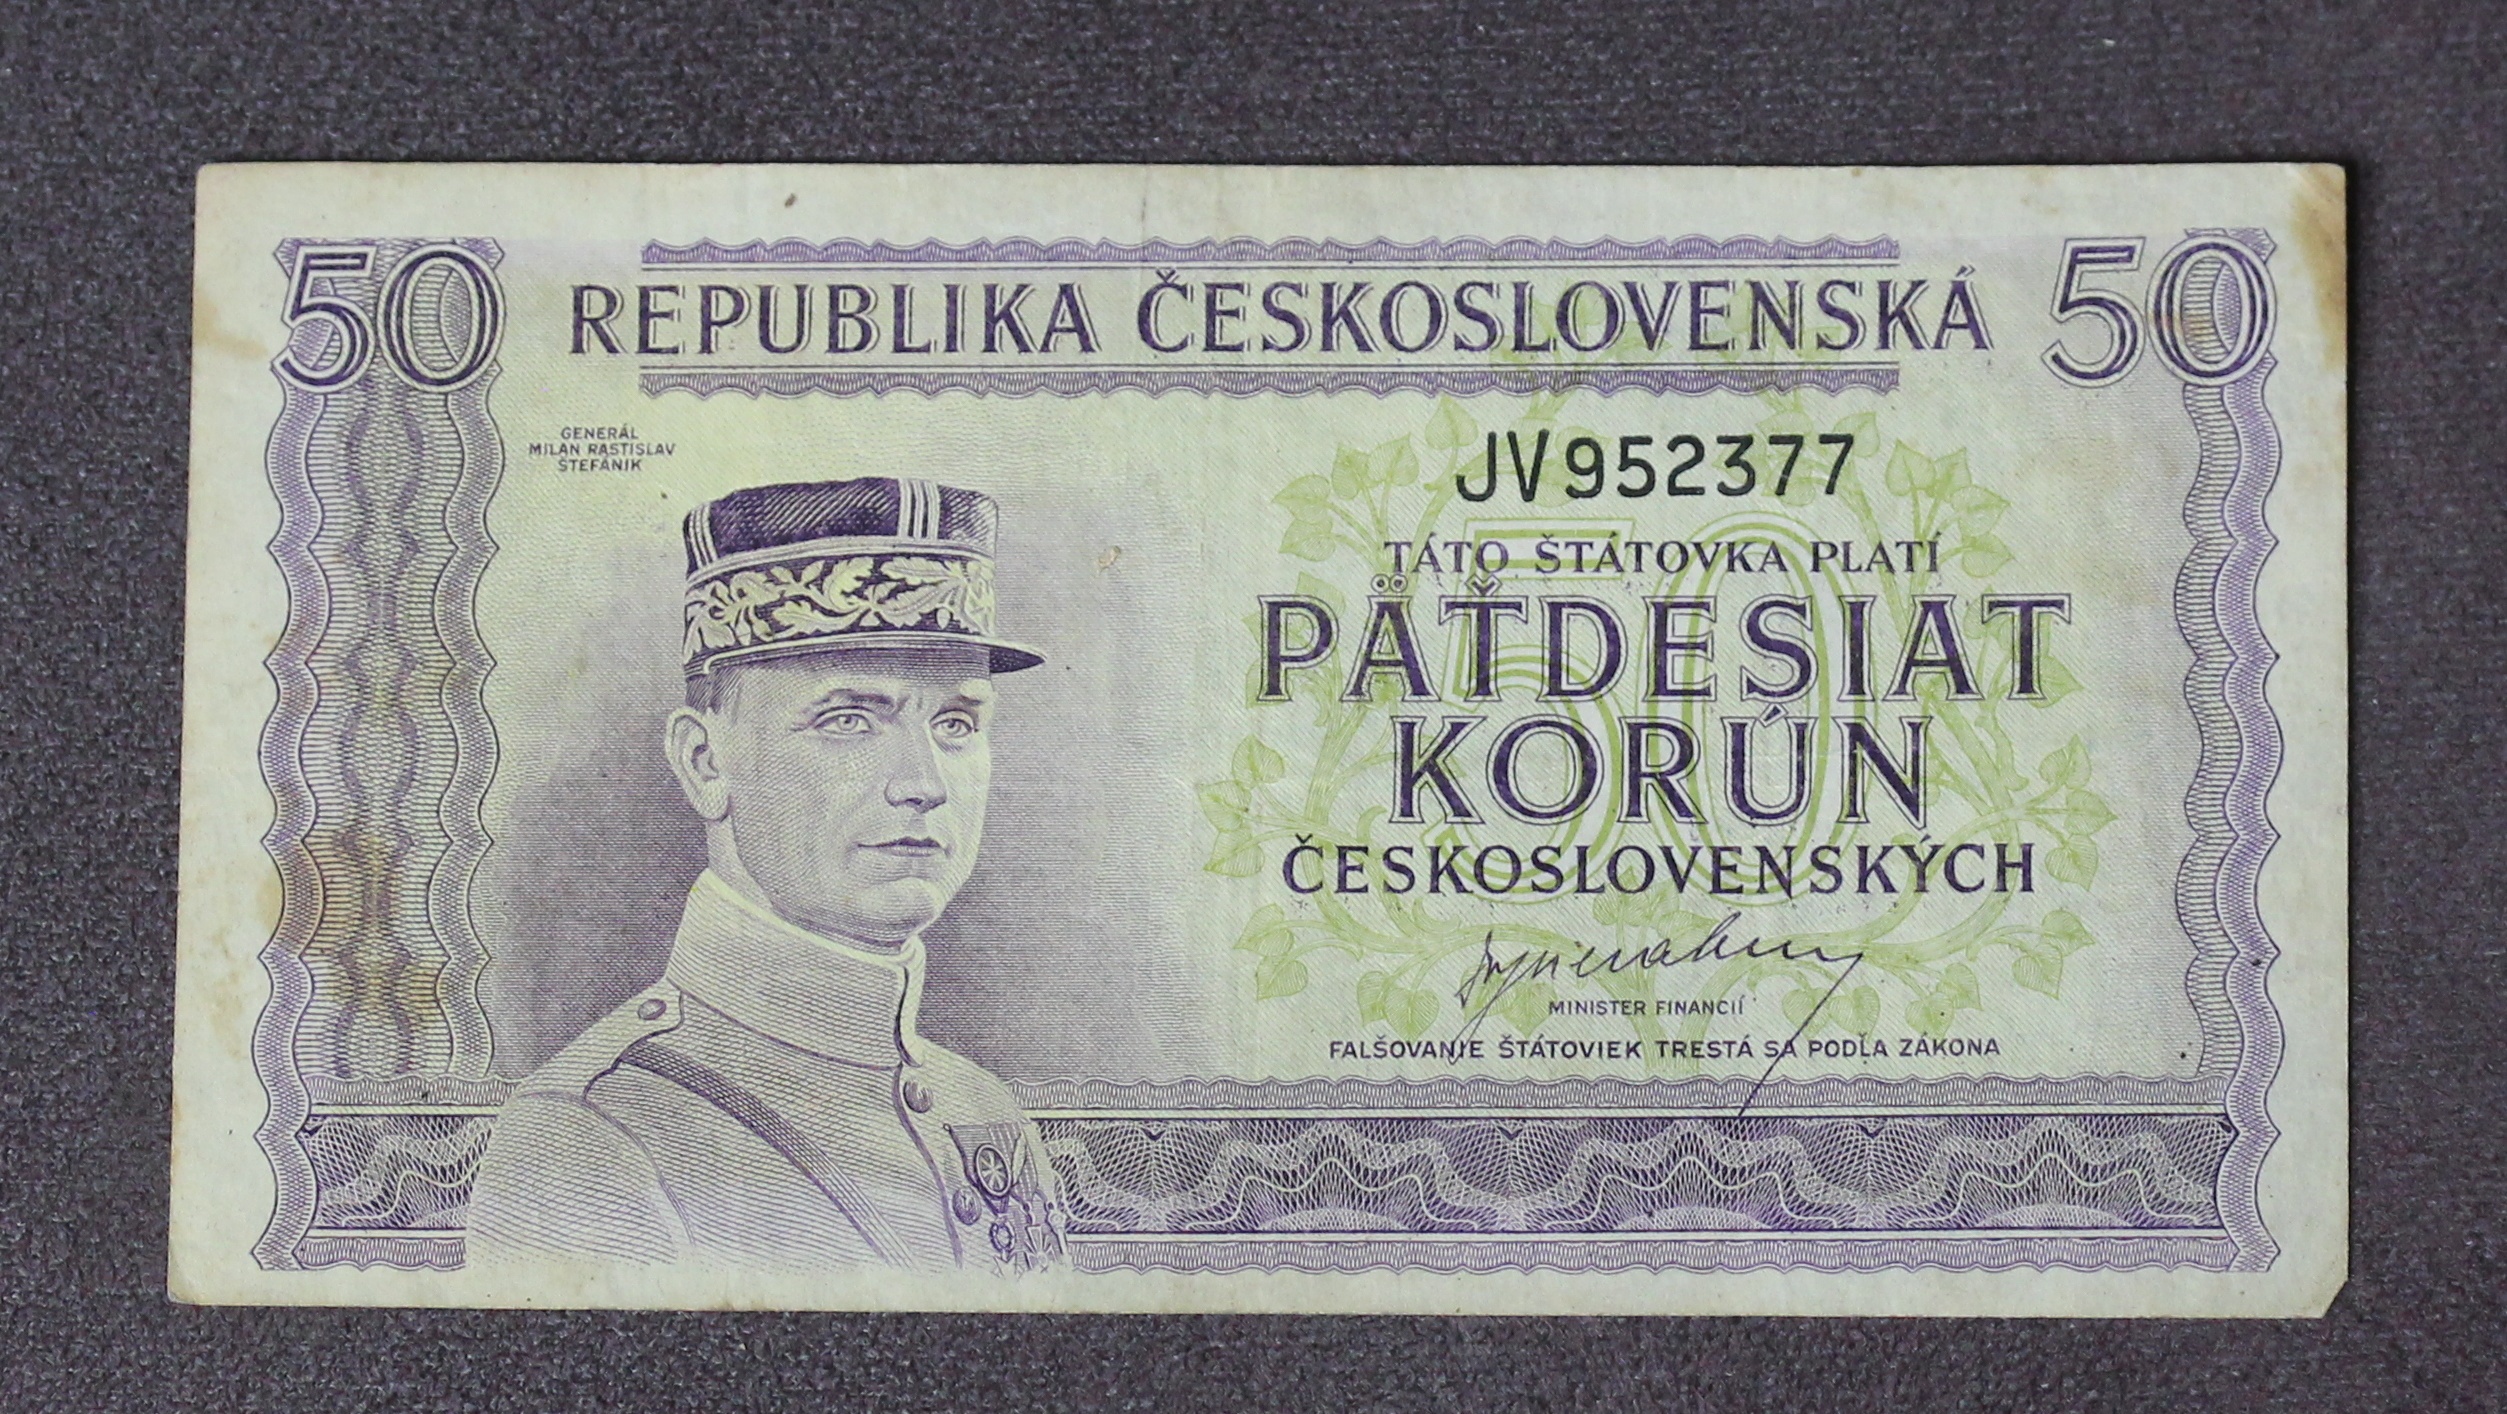 50 REPUBLIKA ČESKOSLOVENSKÁ 50
GENERÁL
MILAN RASTISLAV
ŠTEFÁNIK
JV952377
TÁTO ŠTÁTOVKA PLATÍ
PÄŤDESIAT
KORÚN
ČESKOSLOVENSKÝCH
MINISTER FINANCIÍ
FALŠOVANIE ŠTÁTOVIEK TRESTÁ SA PODĽA ZÁKONA
50